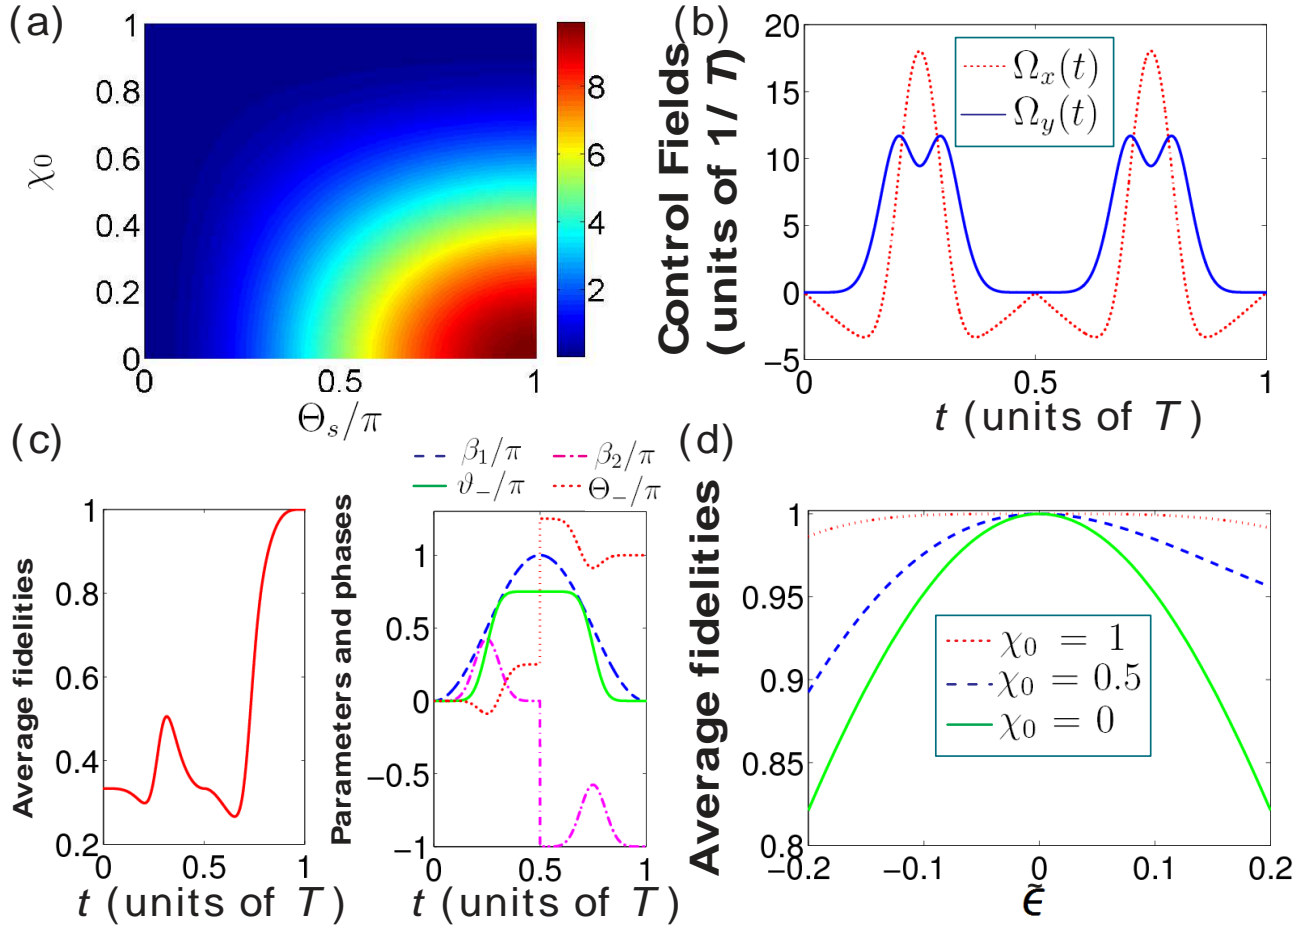 (a)
χ₀
1
0.8
0.6
0.4
0.2
0
0
0.5
1
Θₛ/π
8
6
4
2
(b)
Control Fields
(units of 1/ T)
20
15
10
5
0
−5
0
0.5
1
t (units of T)
Ωₓ(t)
Ω_y(t)
(c)
Average fidelities
1
0.8
0.6
0.4
0.2
0
0.5
1
t (units of T)
β₁/π
β₂/π
ϑ₋/π
Θ₋/π
Parameters and phases
1
0.5
0
−0.5
−1
0
0.5
1
t (units of T)
(d)
Average fidelities
1
0.95
0.9
0.85
0.8
−0.2
−0.1
0
0.1
0.2
ϵ̃
χ₀ = 1
χ₀ = 0.5
χ₀ = 0